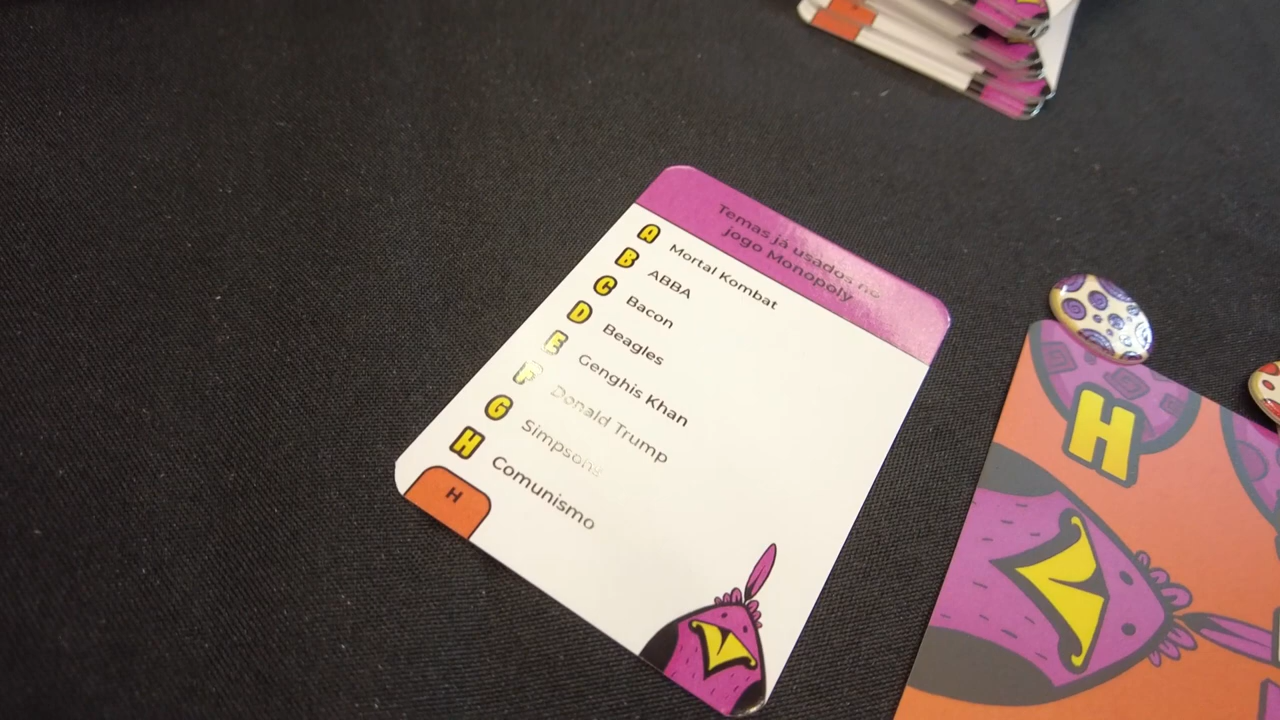 Temas já usados no
jogo Monopoly
A Mortal Kombat
B ABBA
C Bacon
D Beagles
E Genghis Khan
F Donald Trump
G Simpsons
H Comunismo
H
H